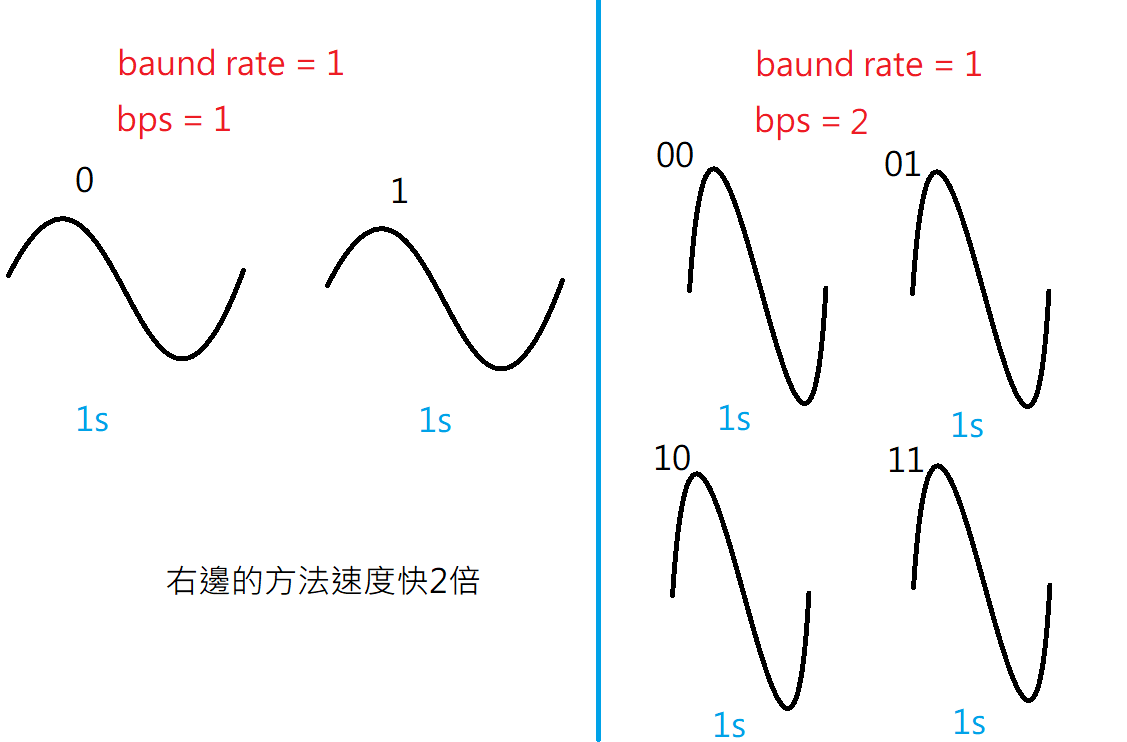 baund rate = 1
bps = 1
0
1
1s
1s
右邊的方法速度快2倍
baund rate = 1
bps = 2
00
01
1s
1s
10
11
1s
1s